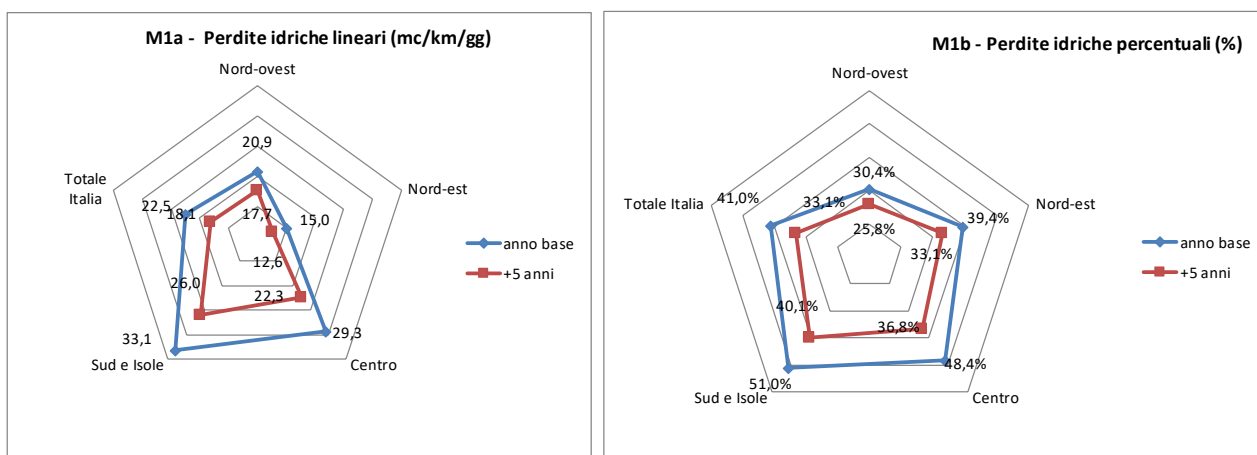 M1a - Perdite idriche lineari (mc/km/gg)
Nord-ovest
20,9
Totale
Italia
22,5
18,1
17,7
15,0
Nord-est
12,6
26,0
22,3
33,1
29,3
Sud e Isole
Centro
anno base
+5 anni
M1b - Perdite idriche percentuali (%)
Nord-ovest
30,4%
Totale Italia
41,0%
33,1%
25,8%
39,4%
Nord-est
33,1%
40,1%
36,8%
51,0%
48,4%
Sud e Isole
Centro
anno base
+5 anni